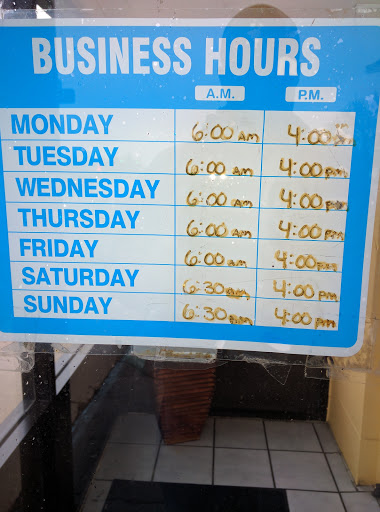 BUSINESS HOURS
A.M. P.M.
MONDAY 6:00 AM 4:00 PM
TUESDAY 6:00 AM 4:00 PM
WEDNESDAY 6:00 AM 4:00 PM
THURSDAY 6:00 AM 4:00 PM
FRIDAY 6:00 am 4:00 PM
SATURDAY 6:30 AM 4:00 PM
SUNDAY 6:30 AM 4:00 PM